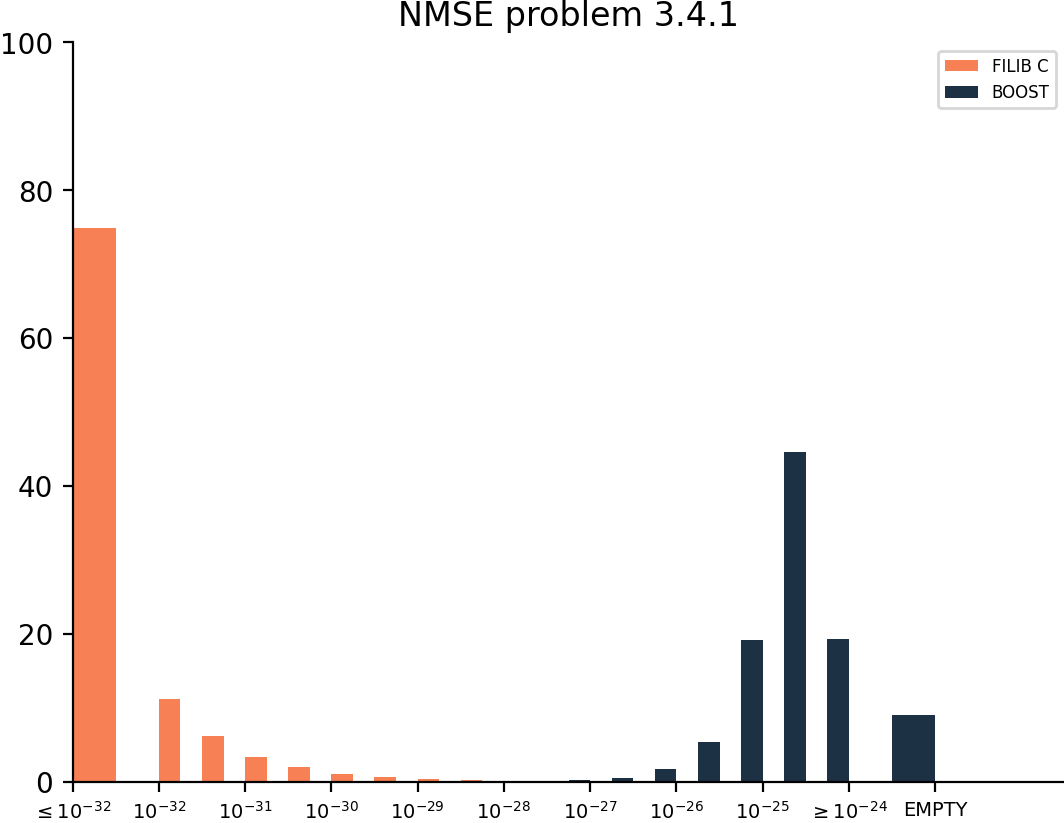 NMSE problem 3.4.1
100
80
60
40
20
0
FILIB C
BOOST
≤ 10⁻³² 10⁻³² 10⁻³¹ 10⁻³⁰ 10⁻²⁹ 10⁻²⁸ 10⁻²⁷ 10⁻²⁶ 10⁻²⁵ ≥ 10⁻²⁴ EMPTY